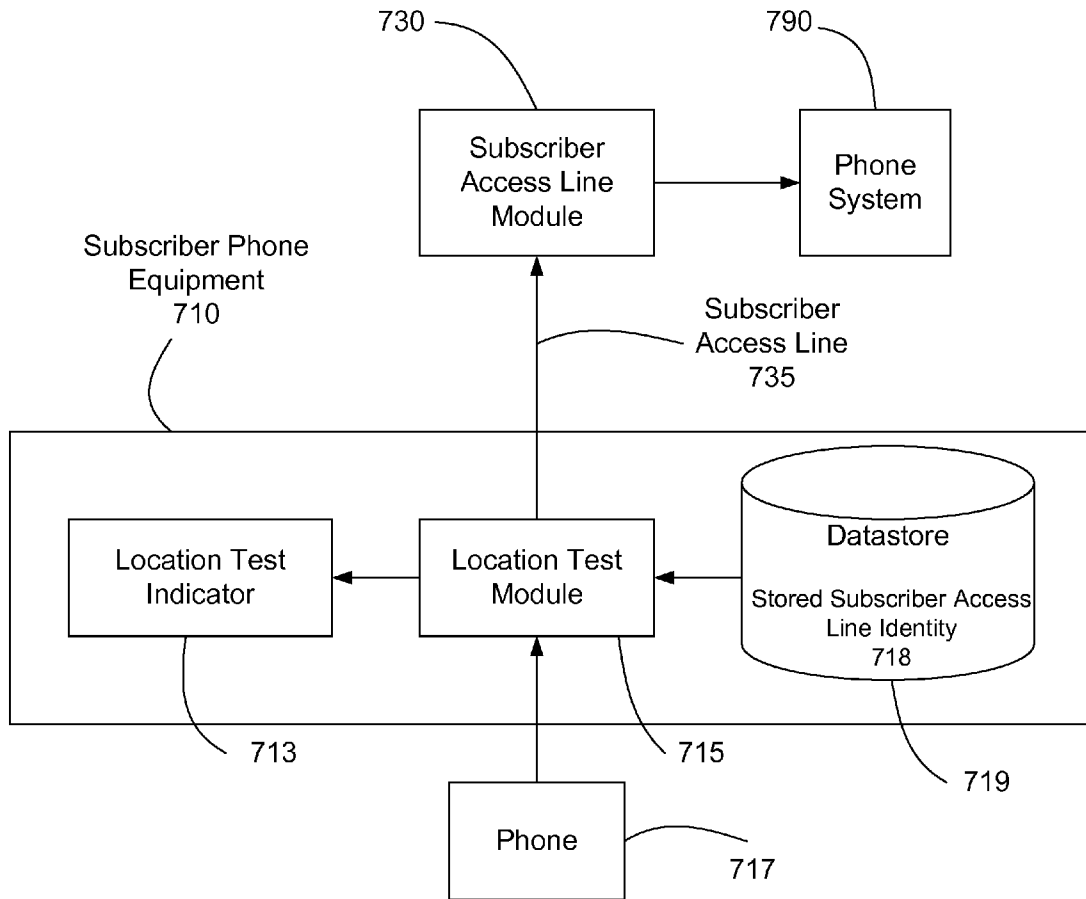 730
790
Subscriber
Access Line
Module
Phone
System
Subscriber Phone
Equipment
710
Subscriber
Access Line
735
Location Test
Indicator
Location Test
Module
Datastore
Stored Subscriber Access
Line Identity
718
713
715
719
Phone
717